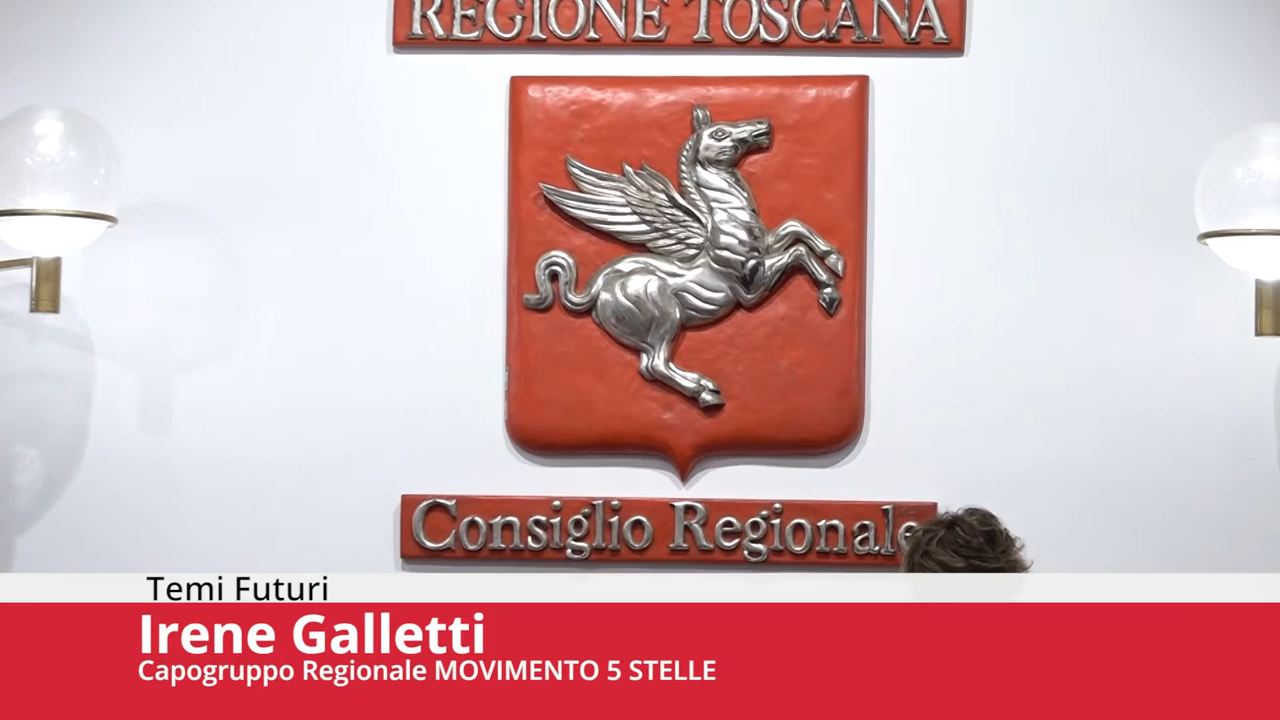 REGIONE TOSCANA
Consiglio Regionale
Temi Futuri
Irene Galletti
Capogruppo Regionale MOVIMENTO 5 STELLE